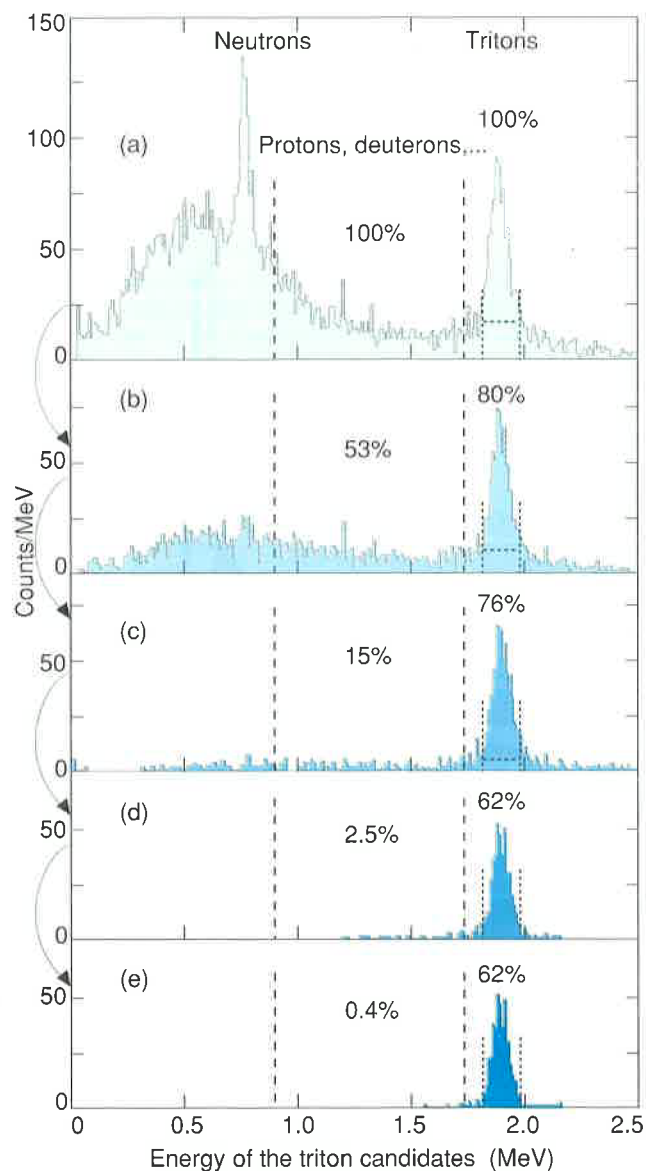 150
Neutrons
Tritons
100
(a)
100%
Protons, deuterons,....
50
100%
0
(b)
80%
50
53%
0
Counts/MeV
(c)
76%
50
15%
0
(d)
62%
50
2.5%
0
(e)
62%
50
0.4%
0
0 0.5 1.0 1.5 2.0 2.5
Energy of the triton candidates (MeV)